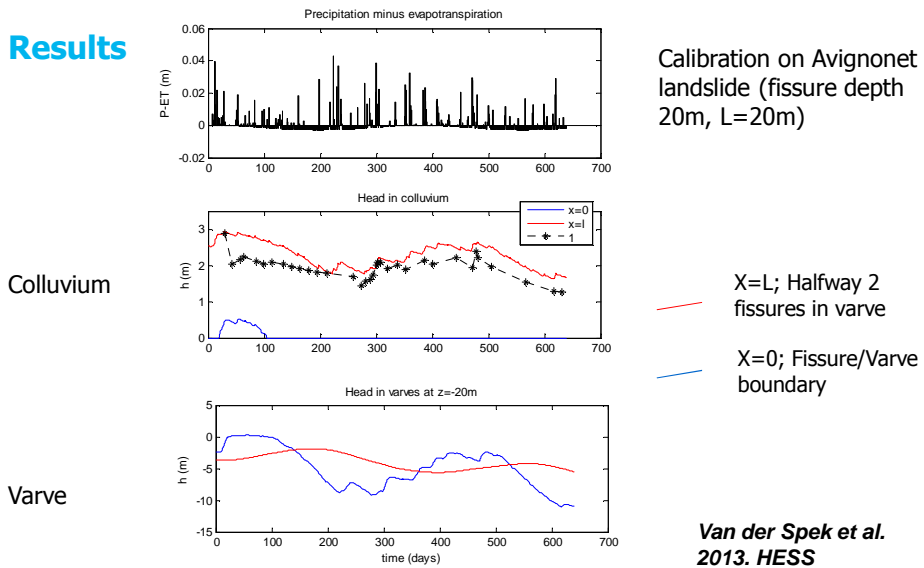 Results
Precipitation minus evapotranspiration
P-ET (m)
0.06
0.04
0.02
0
-0.02
0 100 200 300 400 500 600 700
Calibration on Avignonet
landslide (fissure depth
20m, L=20m)
Colluvium
Head in colluvium
h (m)
3
2
1
0
0 100 200 300 400 500 600 700
x=0
x=l
1
X=L; Halfway 2
fissures in
varve
X=0; Fissure/Varve
boundary
Varve
Head in varves at z=-20m
h (m)
5
0
-5
-10
-15
0 100 200 300 400 500 600 700
time (days)
Van der Spek et al.
2013. HESS